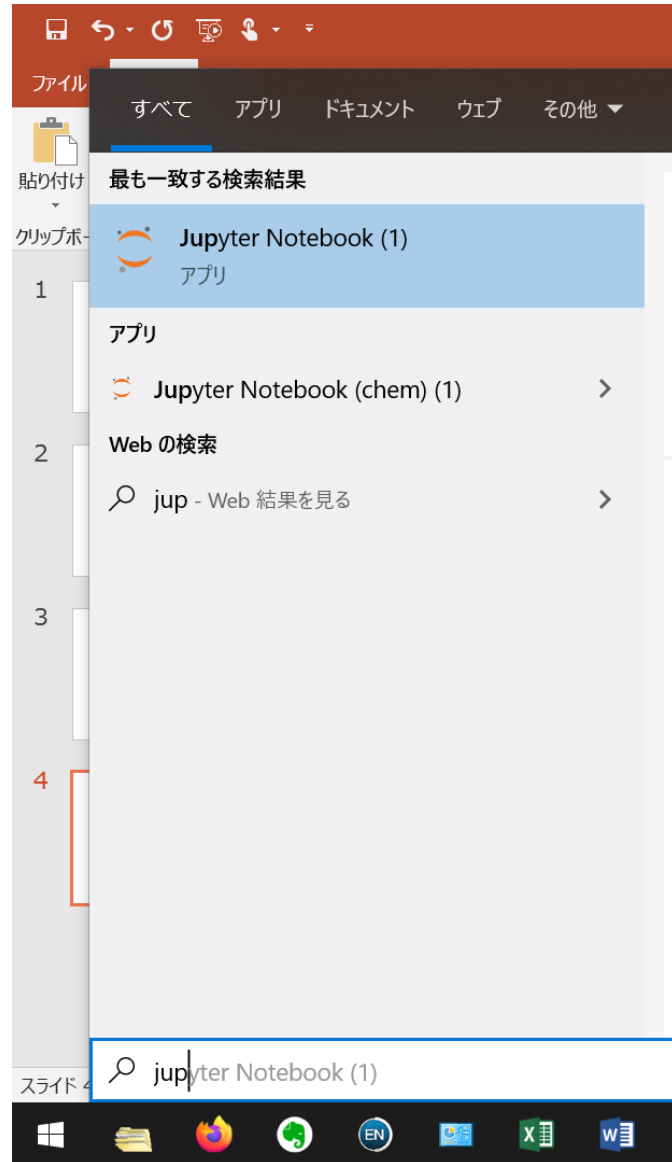 ファイル
すべて アプリ ドキュメント ウェブ その他
貼り付け
最も一致する検索結果
クリップボー
Jupyter Notebook (1)
アプリ
1
アプリ
Jupyter Notebook (chem) (1)
2
Web の検索
jup - Web 結果を見る
3
4
jupyter Notebook (1)
スライド 4
EN